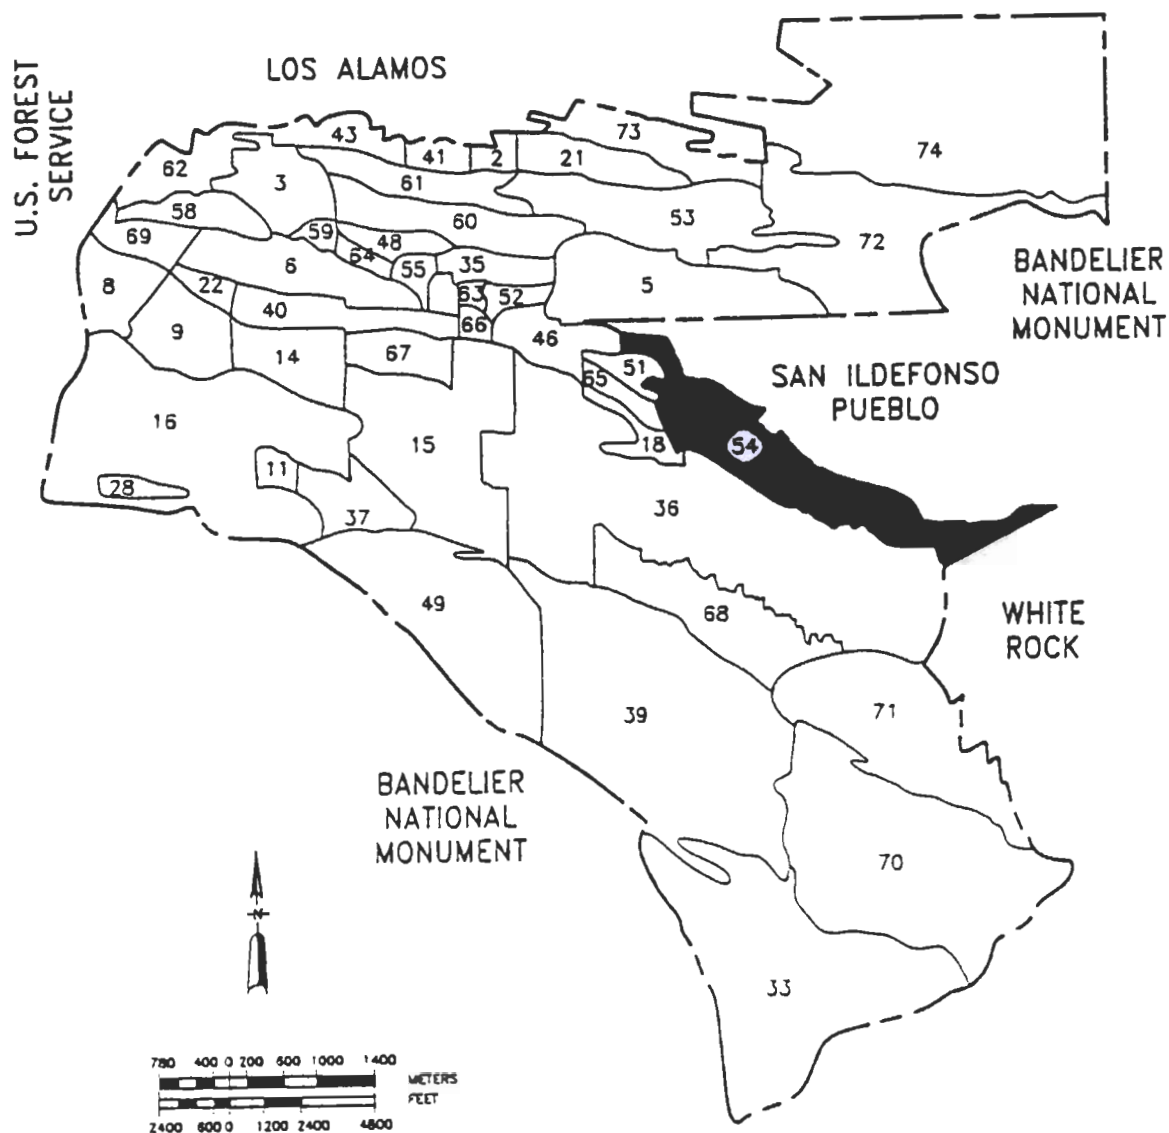 U.S. FOREST
SERVICE
LOS ALAMOS
43
73
41
2
21
74
62
3
61
58
60
53
59
48
72
69
64
6
55
35
8
22
63
52
5
40
66
46
9
14
67
51
65
BANDELIER
NATIONAL
MONUMENT
SAN ILDEFONSO
PUEBLO
16
15
18
54
11
28
37
36
49
68
WHITE
ROCK
39
71
BANDELIER
NATIONAL
MONUMENT
70
N
33
780 400 0 200 600 1000 1400
METERS
FEET
2400 600 0 1200 2400 4800